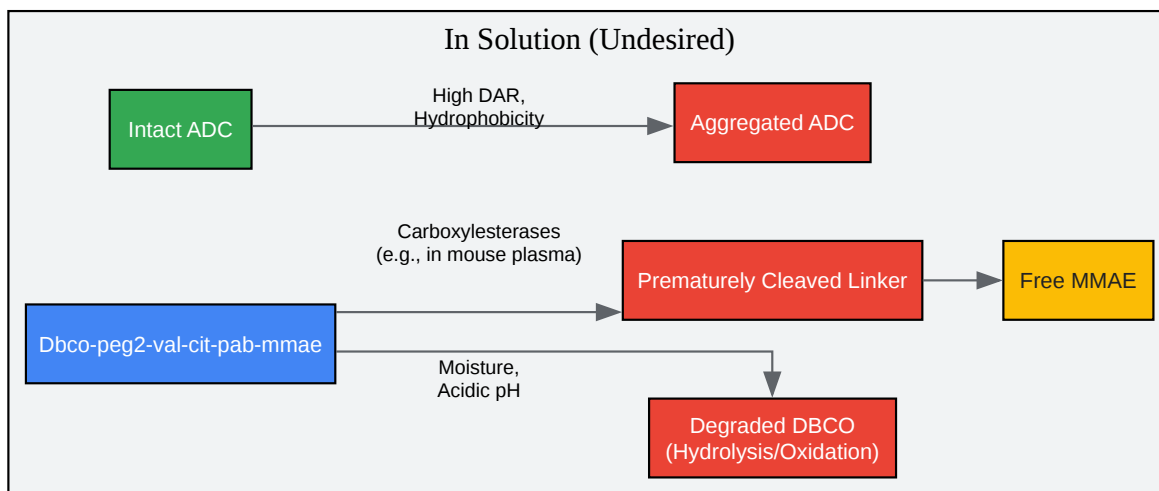 In Solution (Undesired)
High DAR,
Hydrophobicity
Intact ADC
Aggregated ADC
Carboxylesterases
(e.g., in mouse plasma)
Prematurely Cleaved Linker
Free MMAE
Dbco-peg2-val-cit-pab-mmae
Moisture,
Acidic pH
Degraded DBCO
(Hydrolysis/Oxidation)